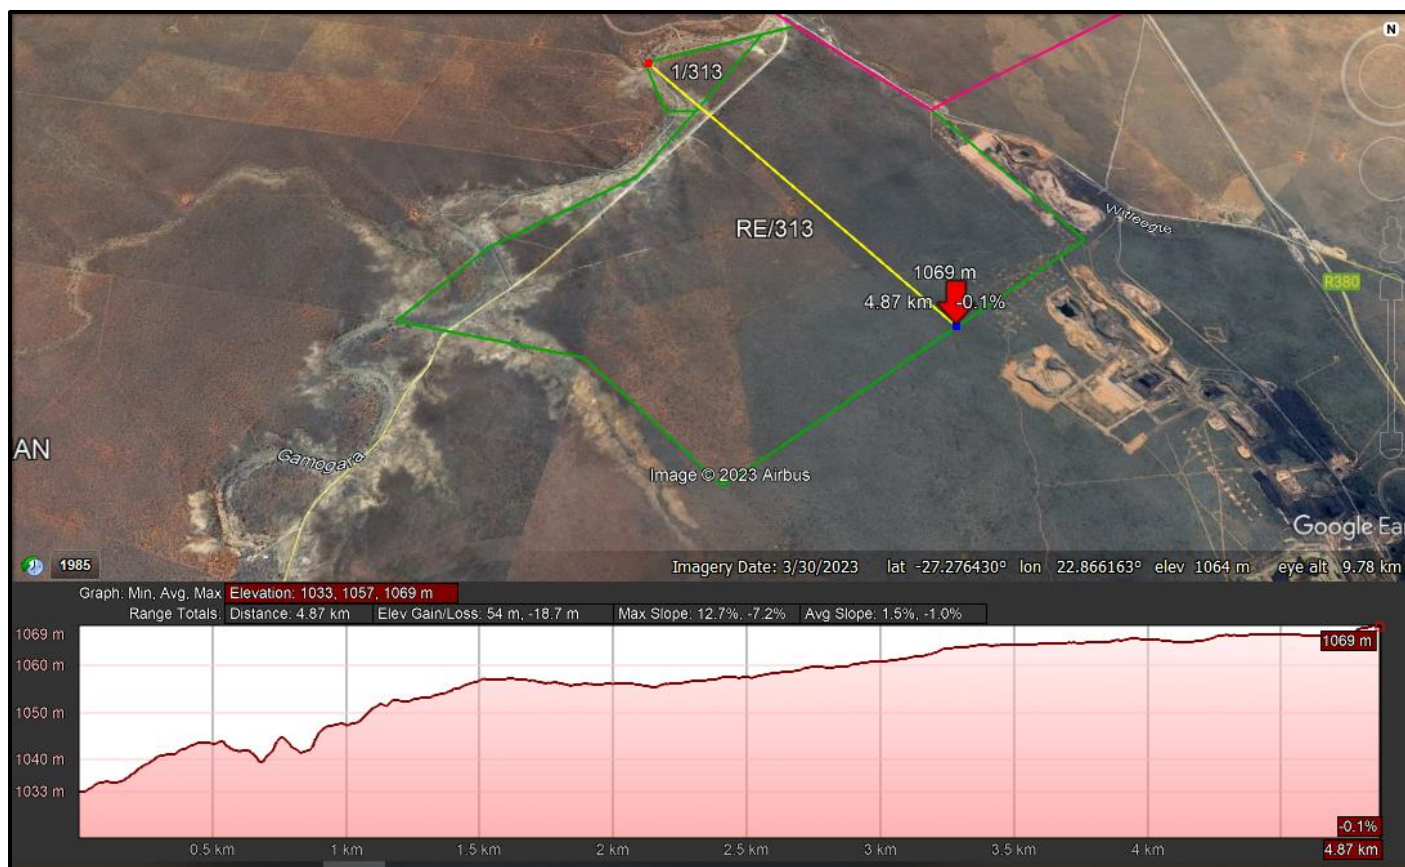 N
1/313
RE/313
Witleegte
R380
1069 m
4.87 km -0.1%
AN
Gamogara
Image © 2023 Airbus
Google Ear
1985
Imagery Date: 3/30/2023 lat -27.276430° lon 22.866163° elev 1064 m eye alt 9.78 km
Graph: Min, Avg, Max Elevation: 1033, 1057, 1069 m
Range Totals: Distance: 4.87 km Elev Gain/Loss: 54 m, -18.7 m Max Slope: 12.7%, -7.2% Avg Slope: 1.5%, -1.0%
1069 m
1069 m
1060 m
1050 m
1040 m
1033 m
-0.1%
0.5 km 1 km 1.5 km 2 km 2.5 km 3 km 3.5 km 4 km 4.87 km